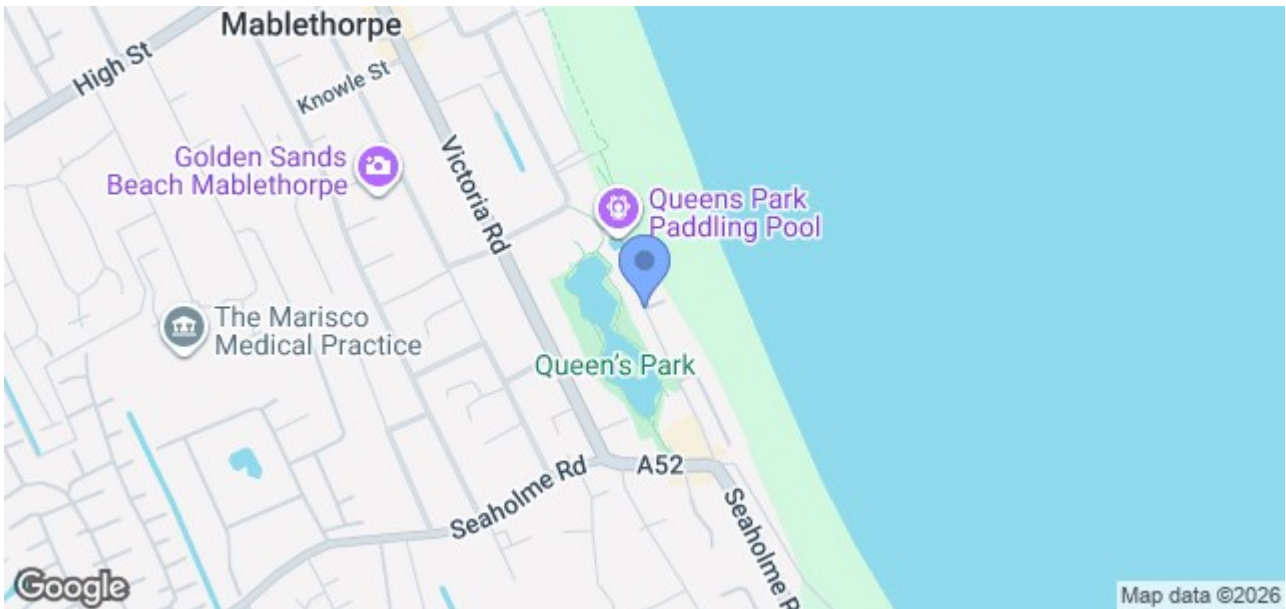 Mablethorpe
High St
Knowle St
Golden Sands
Beach Mablethorpe
Victoria Rd
Queens Park
Paddling Pool
The Marisco
Medical Practice
Queen's Park
Seaholme Rd
A52
Seaholme R
Google
Map data ©2026